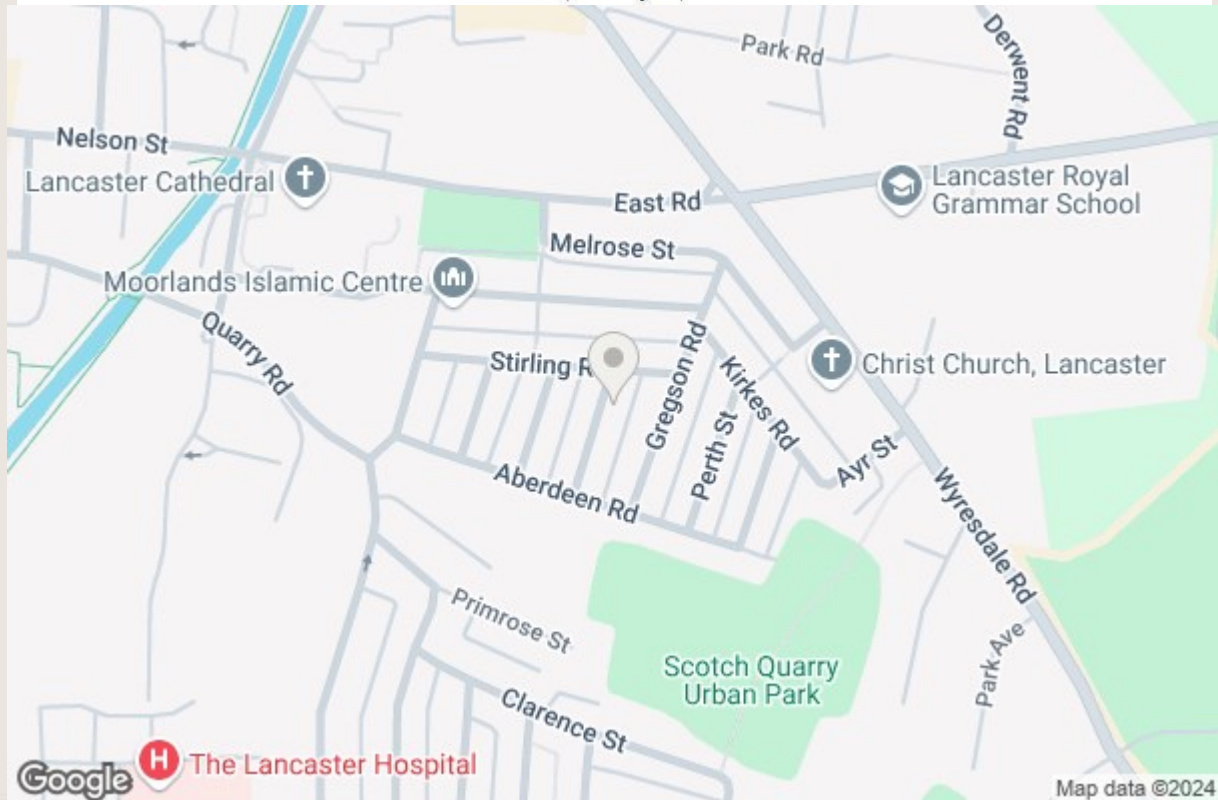 Park Rd
Derwent Rd
Nelson St
Lancaster Cathedral
East Rd
Lancaster Royal
Grammar School
Melrose St
Moorlands Islamic Centre
Quarry Rd
Stirling R
Gregson Rd
Kirkes Rd
Christ Church, Lancaster
Perth St
Ayr St
Aberdeen Rd
Wyresdale Rd
Primrose St
Scotch Quarry
Urban Park
Park Ave
Clarence St
H
The Lancaster Hospital
Google
Map data ©2024